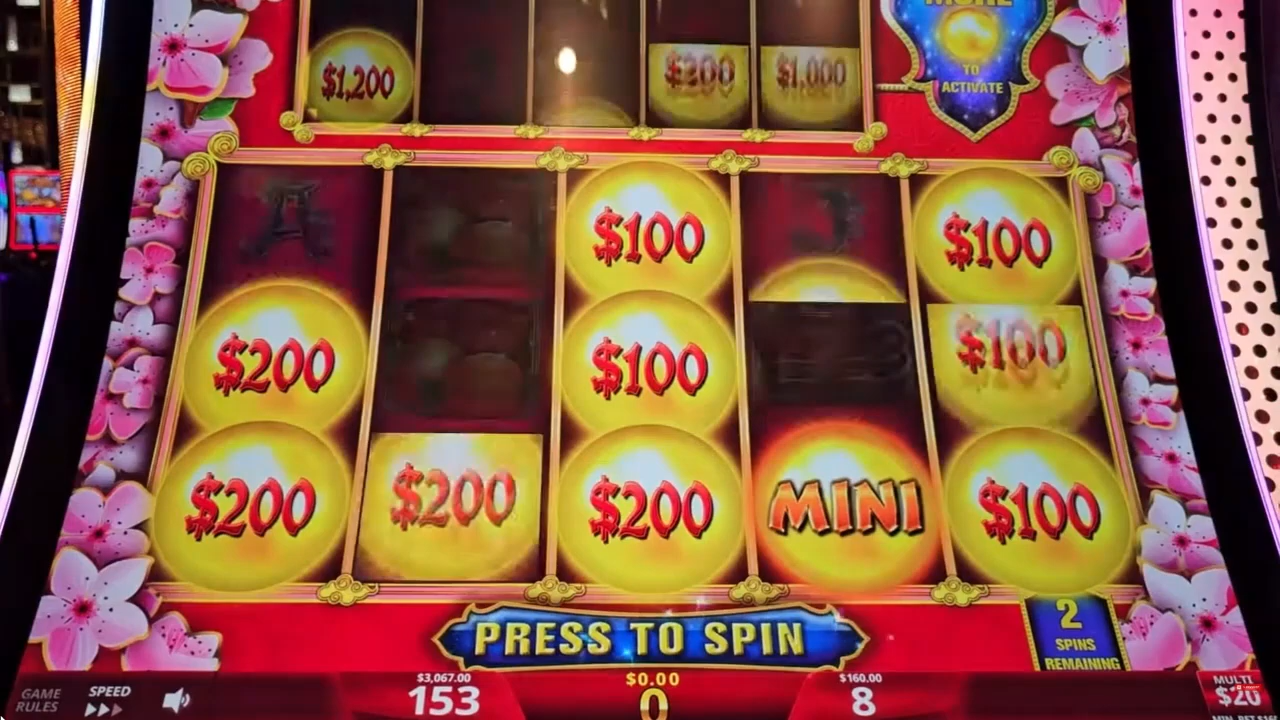 MORE
TO
ACTIVATE
$1,200
$200
$1,000
$100
$100
$200
$100
$100
$200
$200
$200
MINI
$100
PRESS TO SPIN
2
SPINS
REMAINING
GAME
RULES
SPEED
$3,067.00
153
$0.00
0
$160.00
8
MULTI
$20